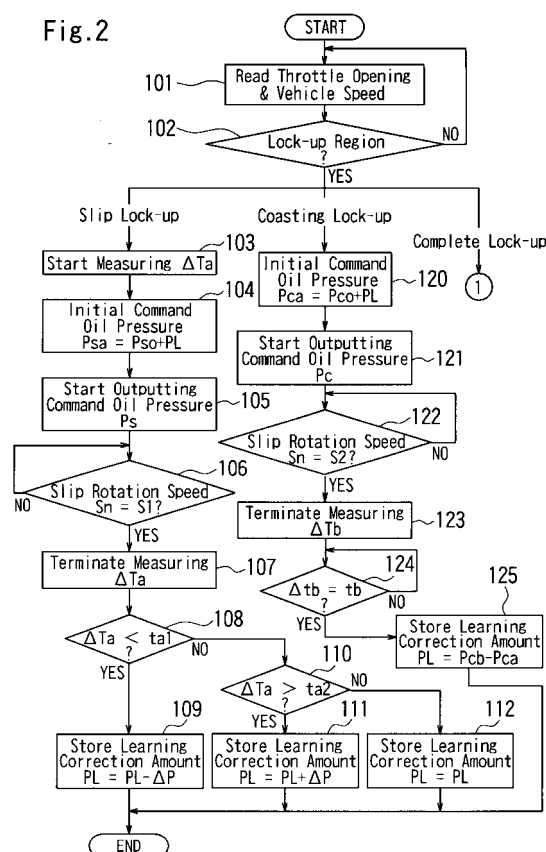 Fig.2
START
101
Read Throttle Opening
& Vehicle Speed
102
Lock-up Region
?
NO
YES
Slip Lock-up
Coasting Lock-up
Complete Lock-up
1
103
Start Measuring ΔTa
104
Initial Command
Oil Pressure
Psa = Pso+PL
Start Outputting
Command Oil Pressure
Ps
105
106
Slip Rotation Speed
Sn = S1?
NO
YES
Terminate Measuring
ΔTa
107
108
ΔTa < ta1
?
YES
NO
109
Store Learning
Correction Amount
PL = PL-ΔP
110
ΔTa > ta2
?
YES
NO
111
Store Learning
Correction Amount
PL = PL+ΔP
112
Store Learning
Correction Amount
PL = PL
Initial Command
Oil Pressure
Pca = Pco+PL
120
Start Outputting
Command Oil Pressure
Pc
121
122
Slip Rotation Speed
Sn = S2?
NO
YES
Terminate Measuring
ΔTb
123
124
Δtb = tb
?
NO
YES
125
Store Learning
Correction Amount
PL = Pcb-Pca
END